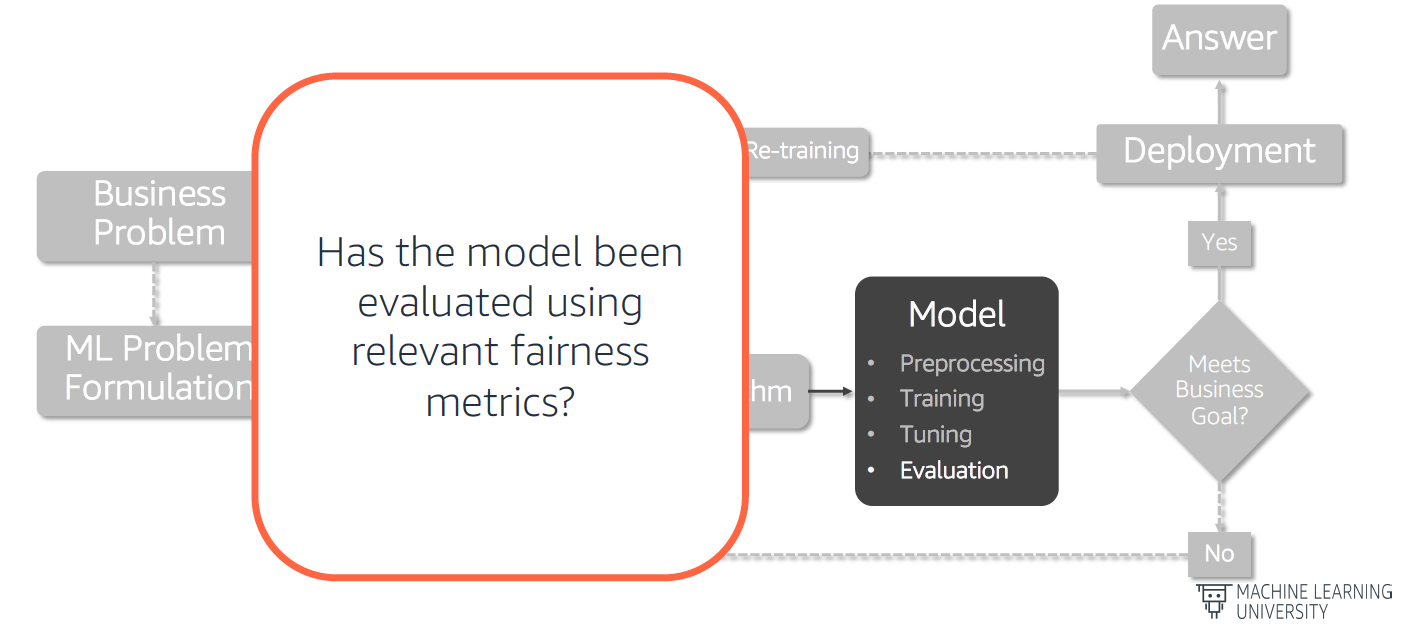 Answer
Re-training
Deployment
Business
Problem
Has the model been
evaluated using
relevant fairness
metrics?
Yes
ML Problem
Formulation
hm
Model
• Preprocessing
• Training
• Tuning
• Evaluation
Meets
Business
Goal?
No
MACHINE LEARNING
UNIVERSITY